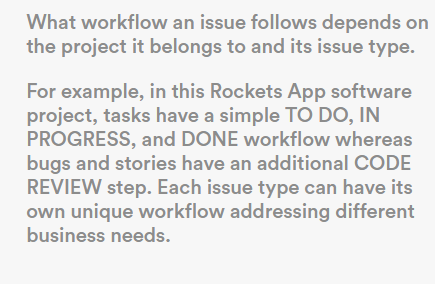 What workflow an issue follows depends on
the project it belongs to and its issue type.
For example, in this Rockets App software
project, tasks have a simple TO DO, IN
PROGRESS, and DONE workflow whereas
bugs and stories have an additional CODE
REVIEW step. Each issue type can have its
own unique workflow addressing different
business needs.